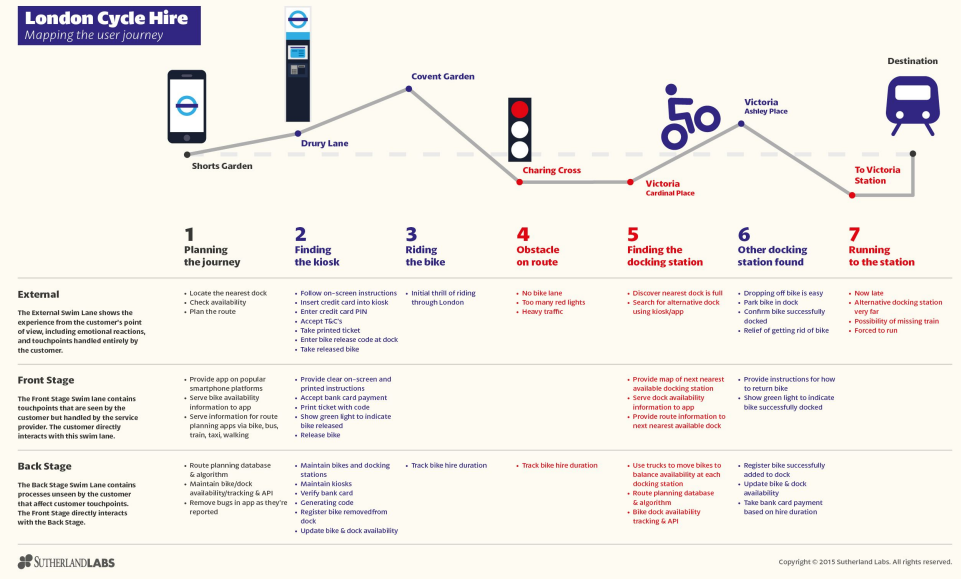 London Cycle Hire
Mapping the user journey
Destination
Covent Garden
Victoria
Ashley Place
Drury Lane
Shorts Garden
Charing Cross
Victoria
Cardinal Place
To Victoria
Station
1
Planning
the journey
2
Finding
the kiosk
3
Riding
the bike
4
Obstacle
on route
5
Finding the
docking station
6
Other docking
station found
7
Running
to the station
External
The External Swim Lane shows the
experience from the customer's point
of view, including emotional reactions,
and touchpoints handled entirely by
the customer.
• Locate the nearest dock
• Check availability
• Plan the route
• Follow on-screen instructions
• Insert credit card into kiosk
• Enter credit card PIN
• Accept T&C's
• Take printed ticket
• Enter bike release code at dock
• Take released bike
• Initial thrill of riding
through London
• No bike lane
• Too many red lights
• Heavy traffic
• Discover nearest dock is full
• Search for alternative dock
using kiosk/app
• Dropping off bike is easy
• Park bike in dock
• Confirm bike successfully
docked
• Relief of getting rid of bike
• Now late
• Alternative docking station
very far
• Possibility of missing train
• Forced to run
Front Stage
The Front Stage Swim lane contains
touchpoints that are seen by the
customer but handled by the service
provider. The customer directly
interacts with this swim lane.
• Provide app on popular
smartphone platforms
• Serve bike availability
information to app
• Serve information for route
planning apps via bike, bus,
train, taxi, walking
• Provide clear on-screen and
printed instructions
• Accept bank card payment
• Print ticket with code
• Show green light to indicate
bike released
• Release bike
• Provide map of next nearest
available docking station
• Serve dock availability
information to app
• Provide route information to
next nearest available dock
• Provide instructions for how
to return bike
• Show green light to indicate
bike successfully docked
Back Stage
The Back Stage Swim Lane contains
processes unseen by the customer
that affect customer touchpoints.
The Front Stage directly interacts
with the Back Stage.
• Route planning database
& algorithm
• Maintain bike/dock
availability/tracking & API
• Remove bugs in app as they're
reported
• Maintain bikes and docking
stations
• Maintain kiosks
• Verify bank card
• Generating code
• Register bike removedfrom
dock
• Update bike & dock availability
• Track bike hire duration
• Track bike hire duration
• Use trucks to move bikes to
balance availability at each
docking station
• Route planning database
& algorithm
• Bike dock availability
tracking & API
• Register bike successfully
added to dock
• Update bike & dock
availability
• Take bank card payment
based on hire duration
SUTHERLANDLABS
Copyright © 2015 Sutherland Labs. All rights reserved.